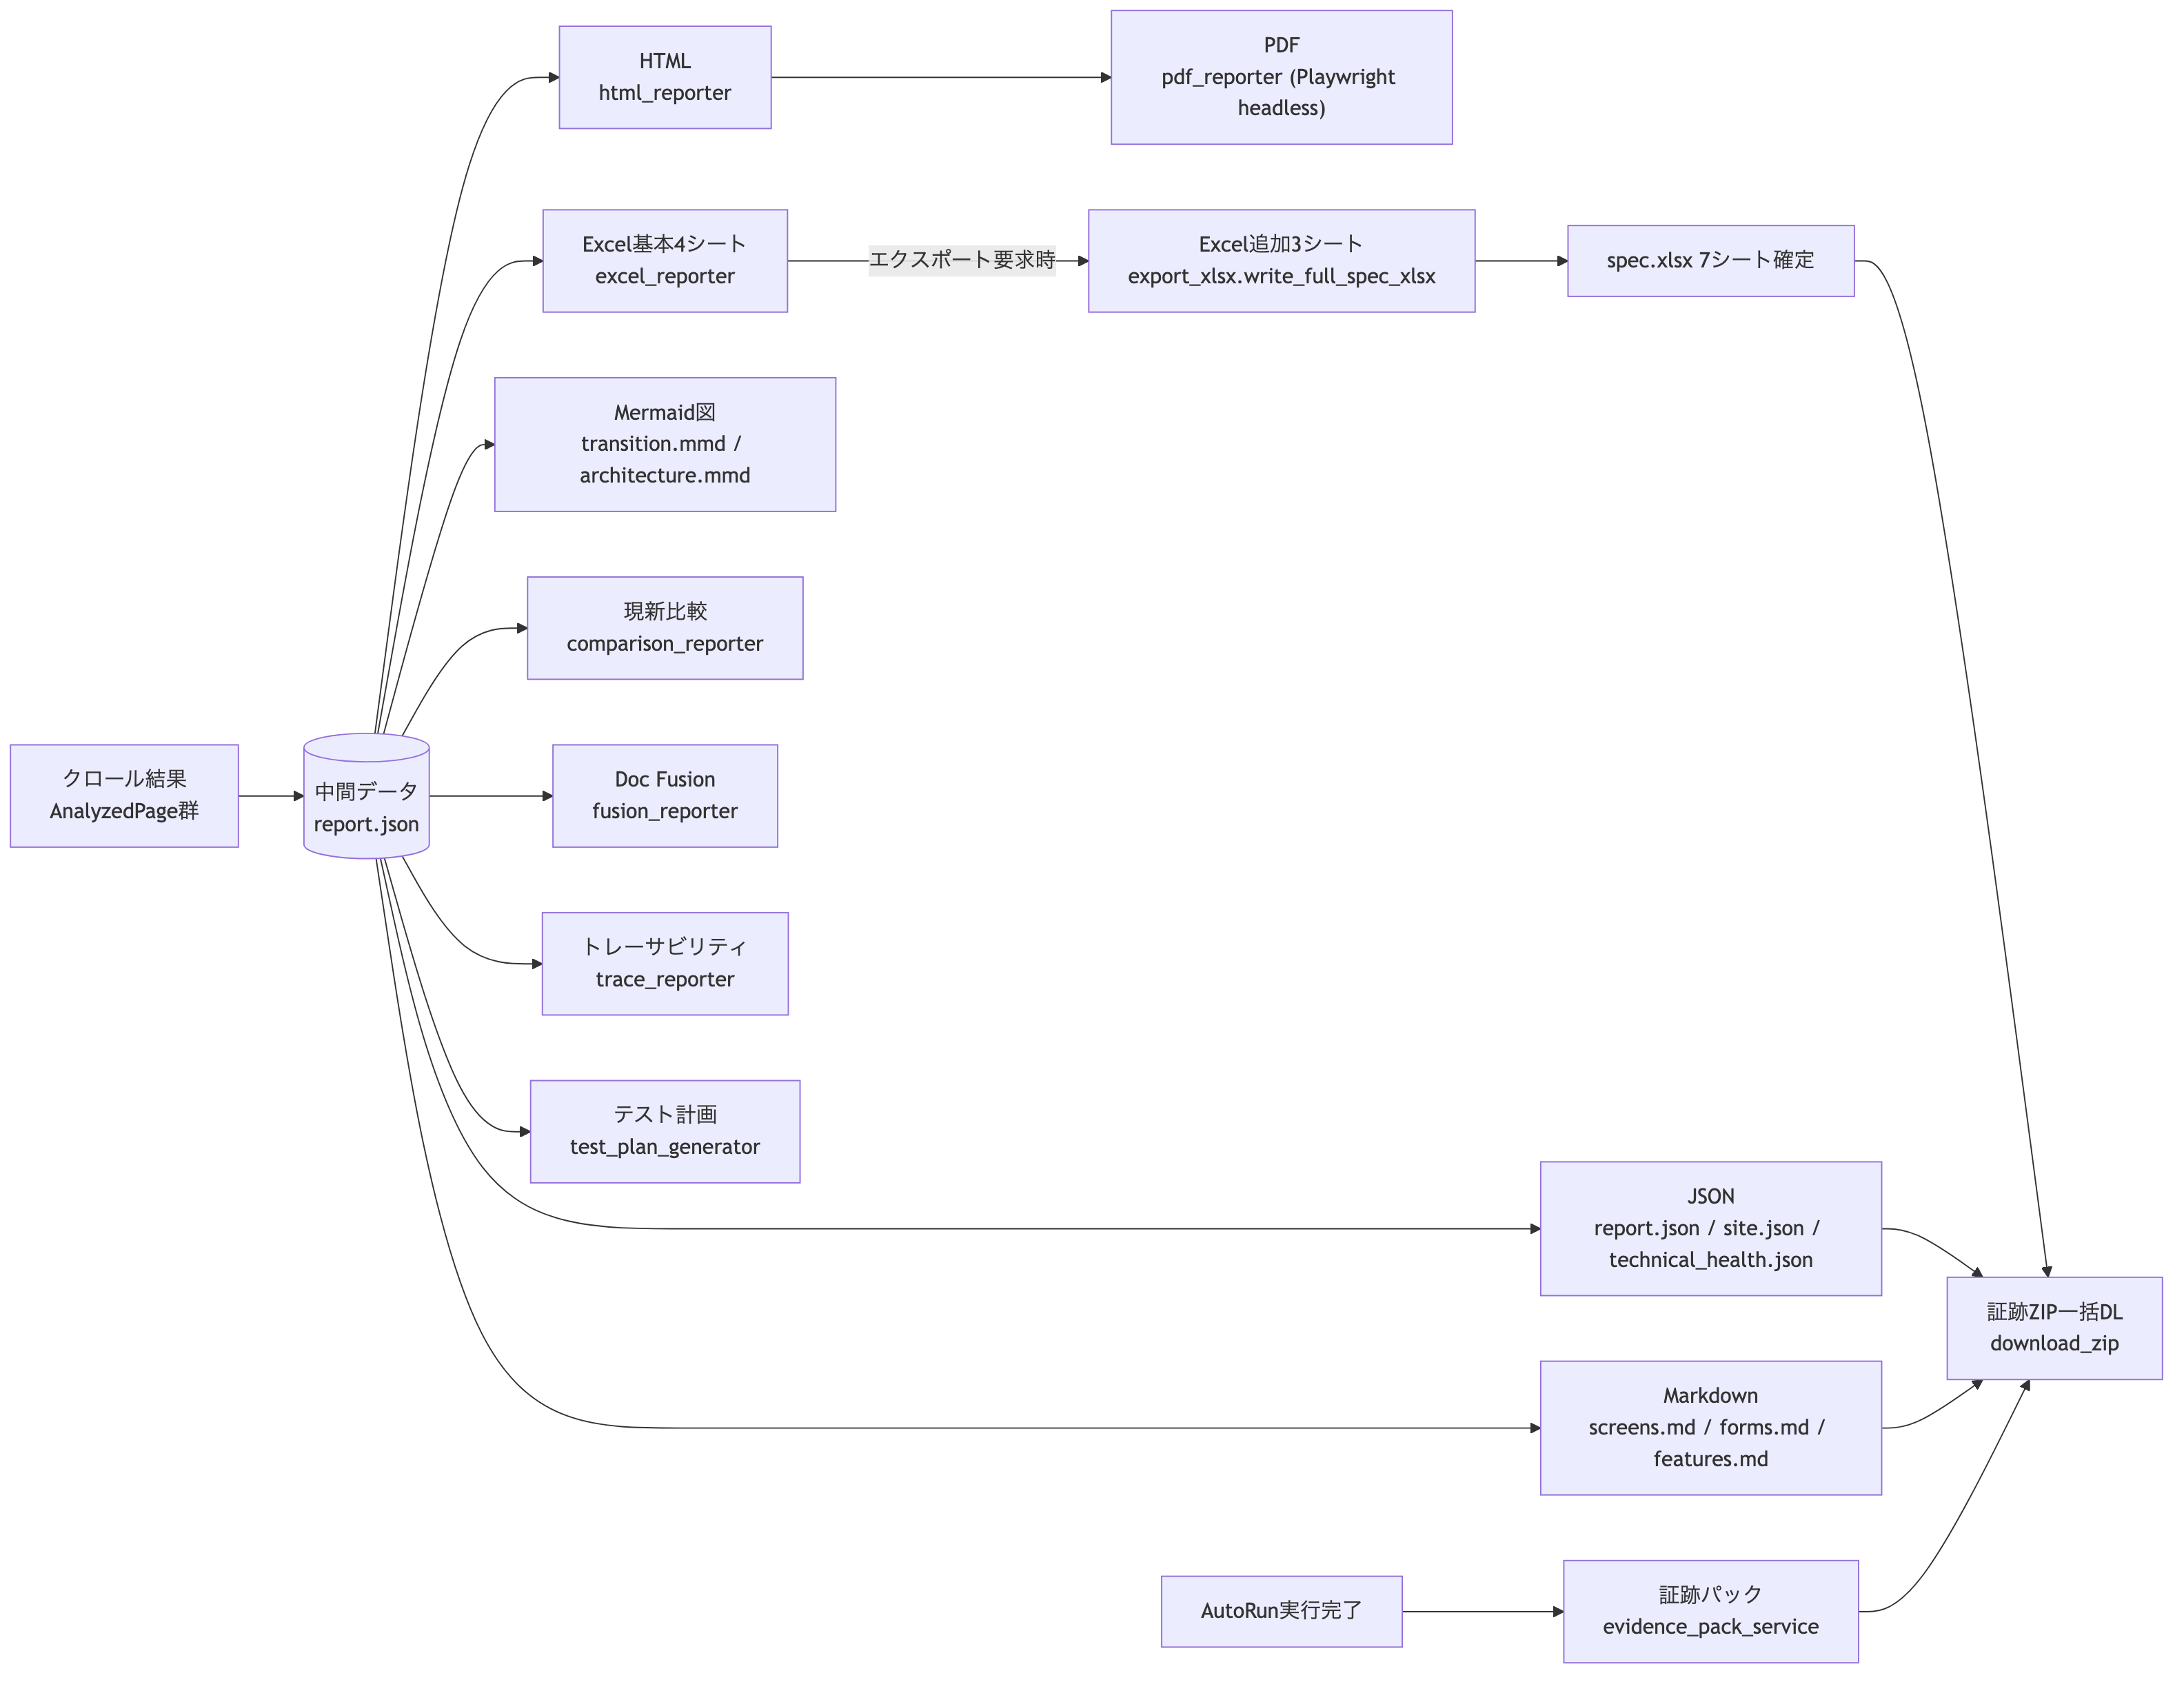 HTML
html_reporter
PDF
pdf_reporter (Playwright
headless)
Excel基本4シート
excel_reporter
エクスポート要求時
Excel追加3シート
export_xlsx.write_full_spec_xlsx
spec.xlsx 7シート確定
Mermaid図
transition.mmd /
architecture.mmd
現新比較
comparison_reporter
クロール結果
AnalyzedPage群
中間データ
report.json
Doc Fusion
fusion_reporter
トレーサビリティ
trace_reporter
テスト計画
test_plan_generator
JSON
report.json / site.json /
technical_health.json
証跡ZIP一括DL
download_zip
Markdown
screens.md / forms.md /
features.md
AutoRun実行完了
証跡パック
evidence_pack_service